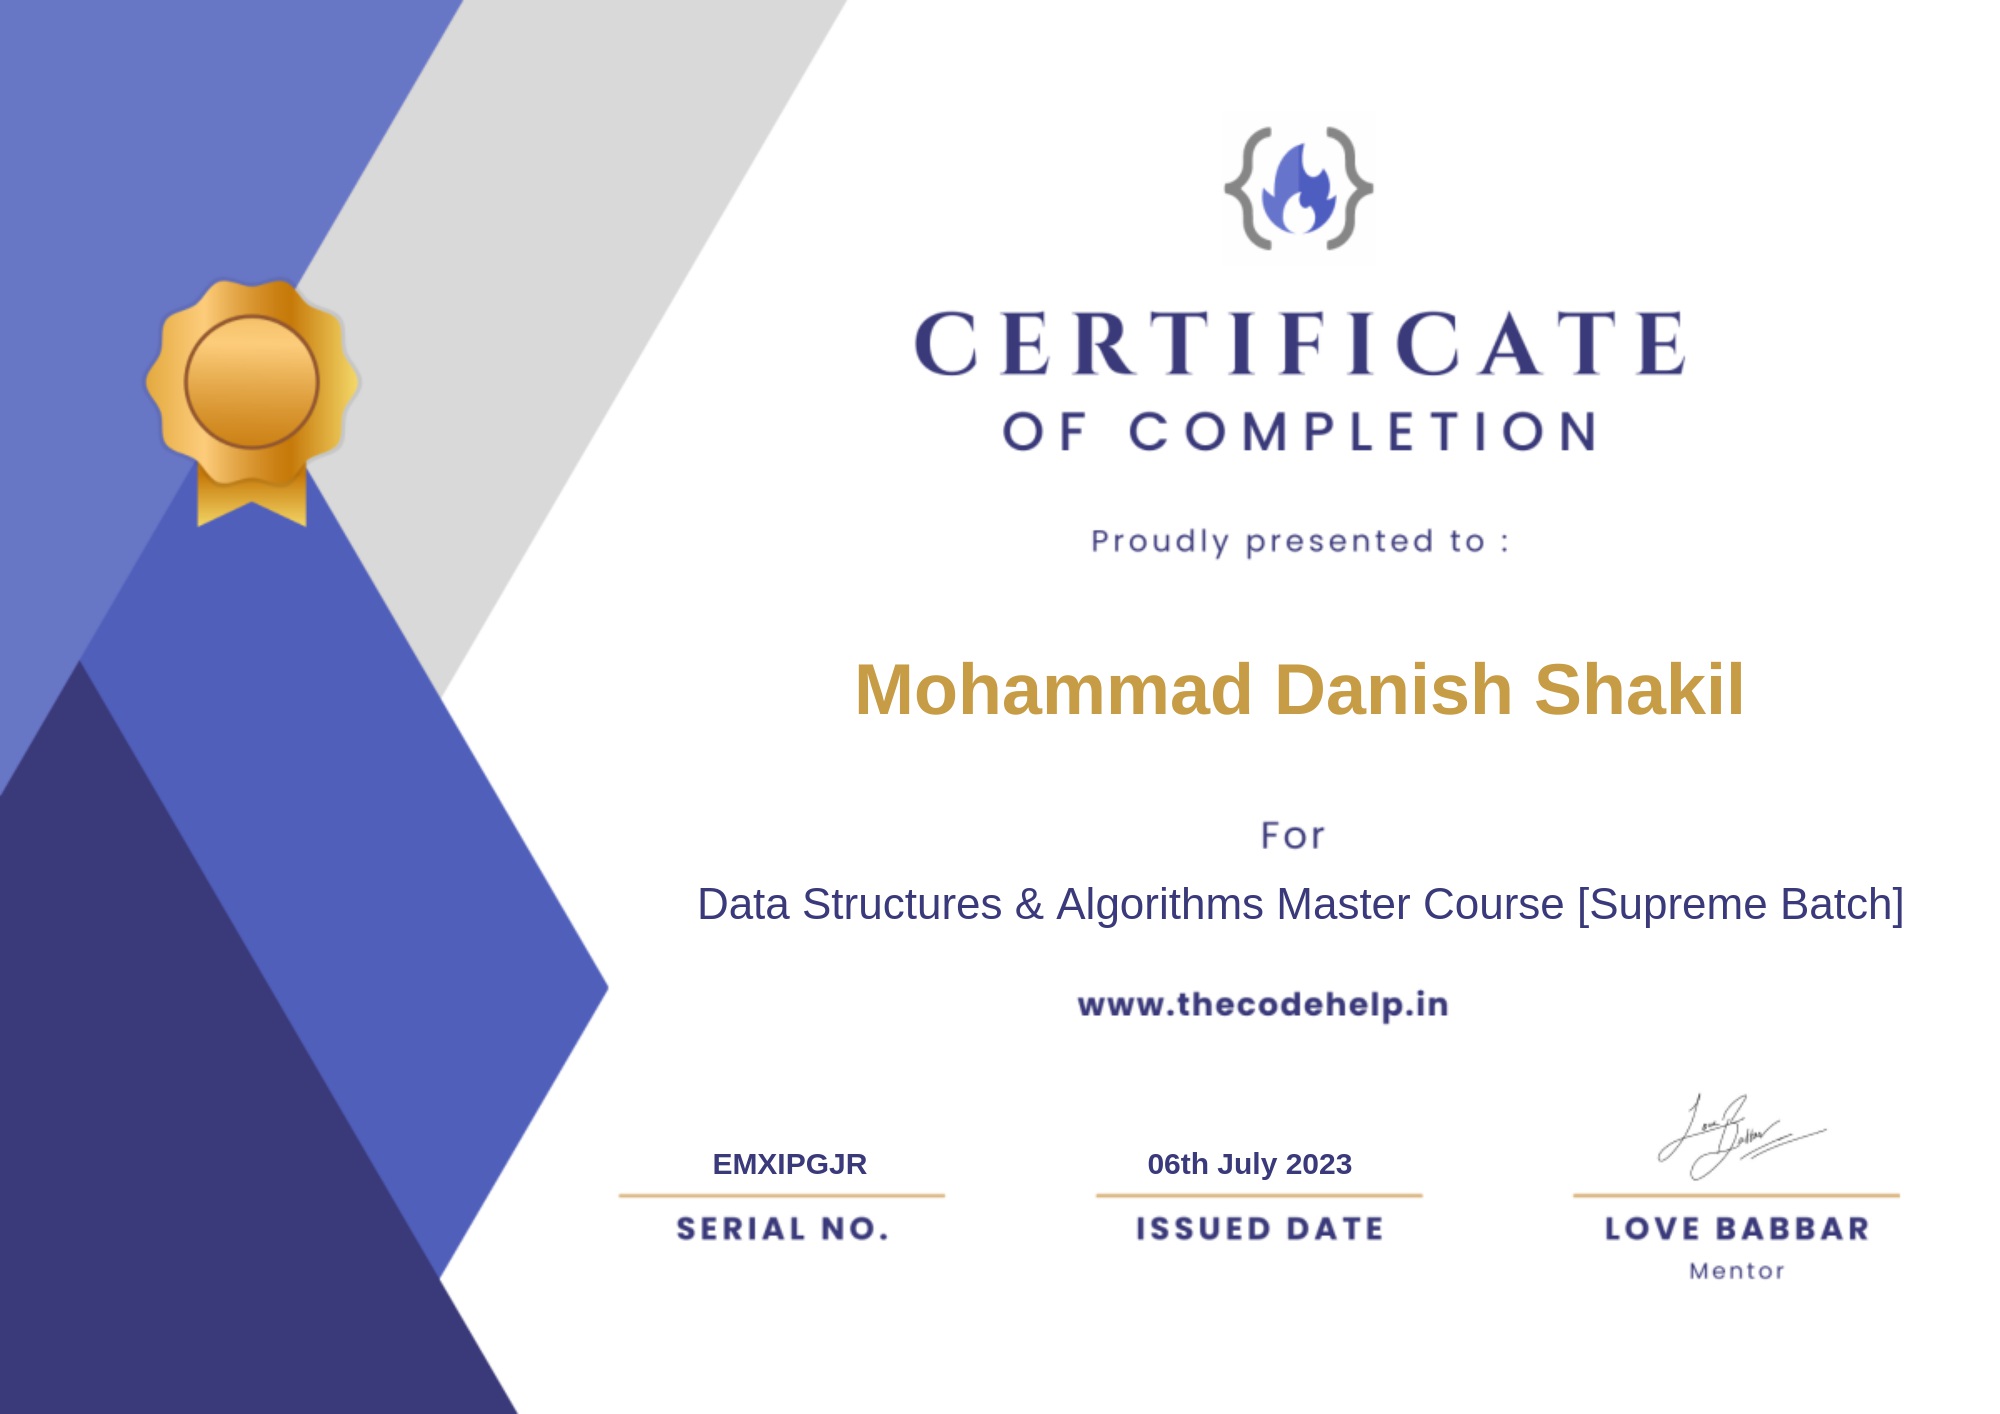 CERTIFICATE
OF COMPLETION
Proudly presented to :
Mohammad Danish Shakil
For
Data Structures & Algorithms Master Course [Supreme Batch]
www.thecodehelp.in
Love Babbar
EMXIPGJR 06th July 2023
SERIAL NO. ISSUED DATE LOVE BABBAR
Mentor